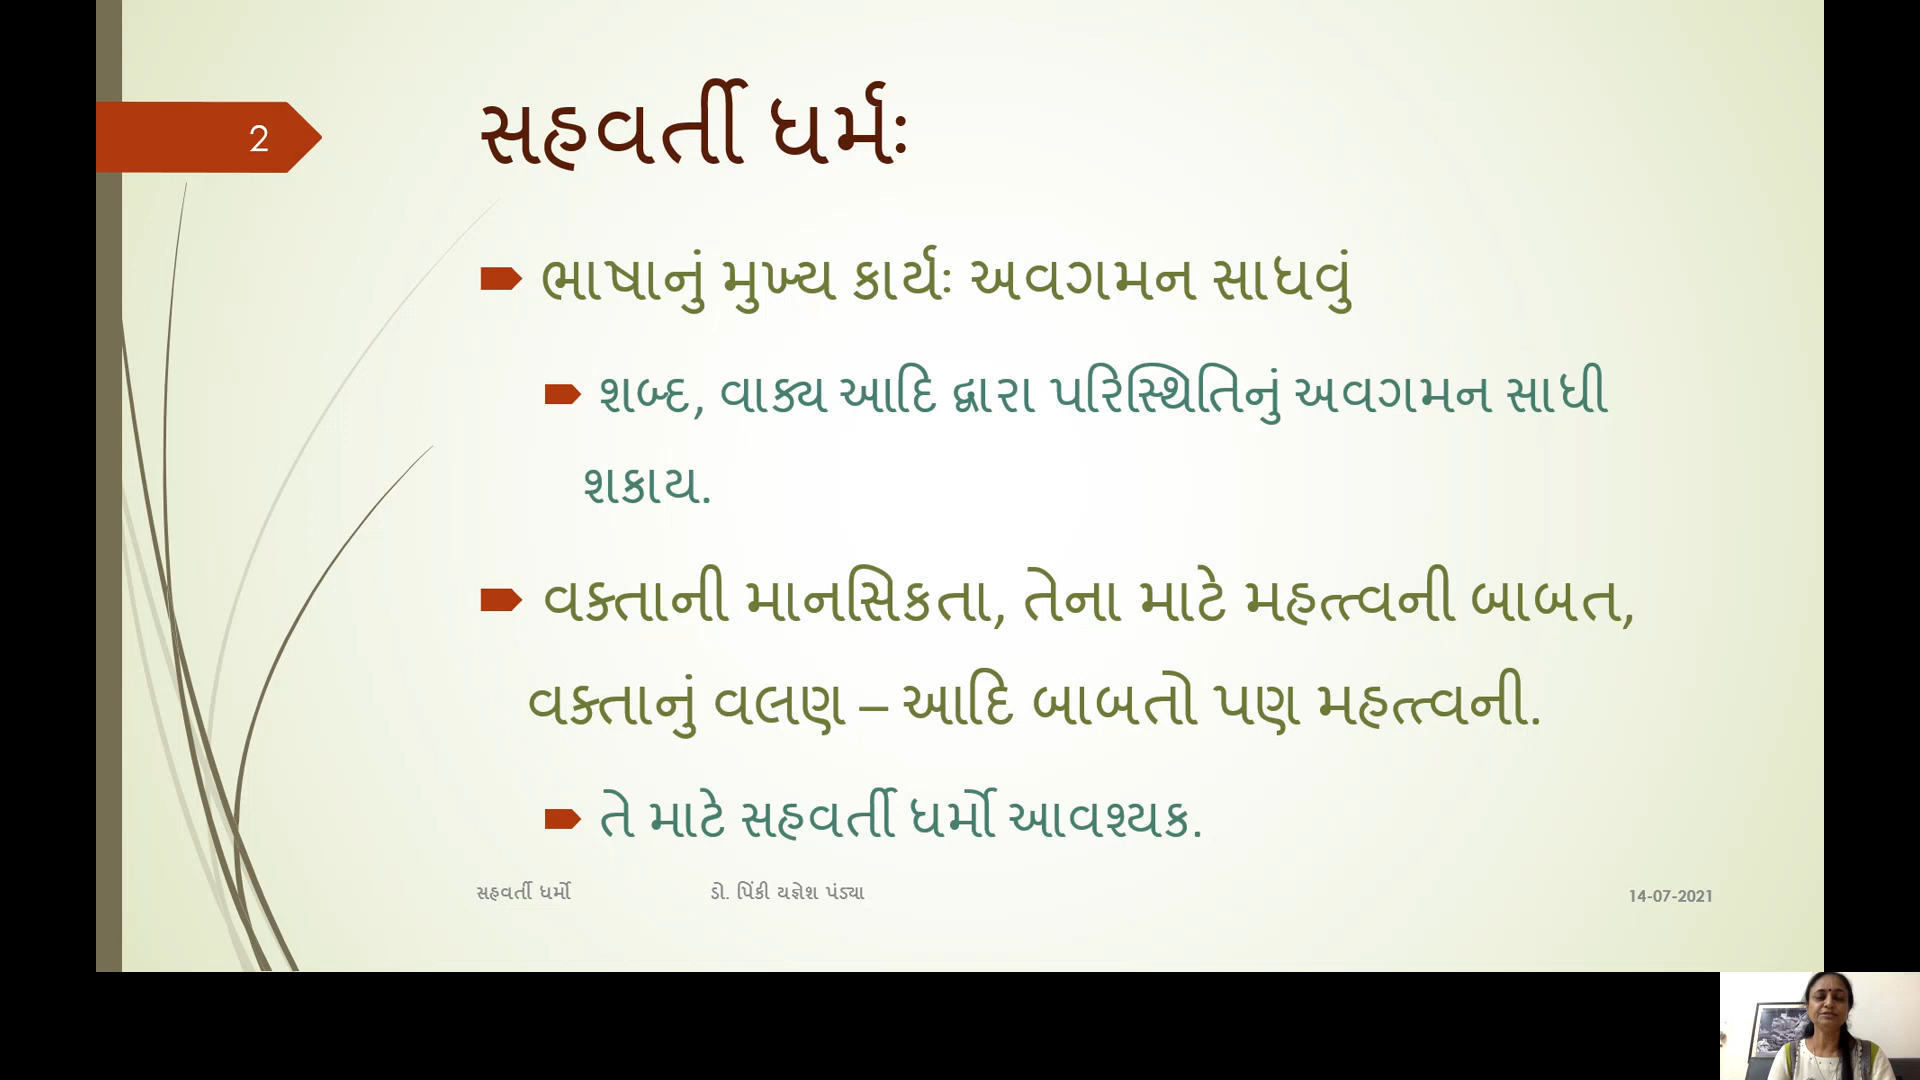 2
સહવર્તી ધર્મઃ
ભાષાનું મુખ્ય કાર્યઃ અવગમન સાધવું
શબ્દ, વાક્ય આદિ દ્વારા પરિસ્થિતિનું અવગમન સાધી
શકાય.
વક્તાની માનસિકતા, તેના માટે મહત્ત્વની બાબત,
વક્તાનું વલણ – આદિ બાબતો પણ મહત્ત્વની.
તે માટે સહવર્તી ધર્મો આવશ્યક.
સહવર્તી ધર્મો ડો. પિંકી યજ્ઞેશ પંડ્યા 14-07-2021